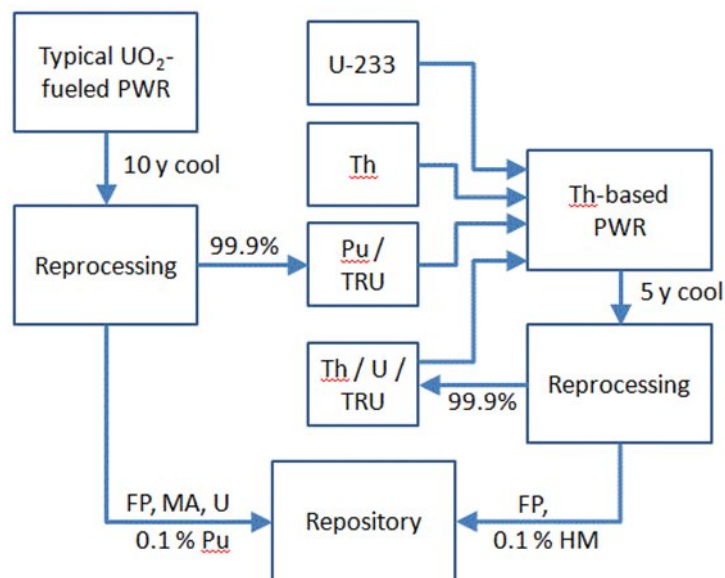 Typical UO₂-
fueled PWR
10 y cool
Reprocessing
99.9%
FP, MA, U
0.1 % Pu
U-233
Th
Pu /
TRU
Th / U /
TRU
Th-based
PWR
5 y cool
Reprocessing
99.9%
FP,
0.1 % HM
Repository